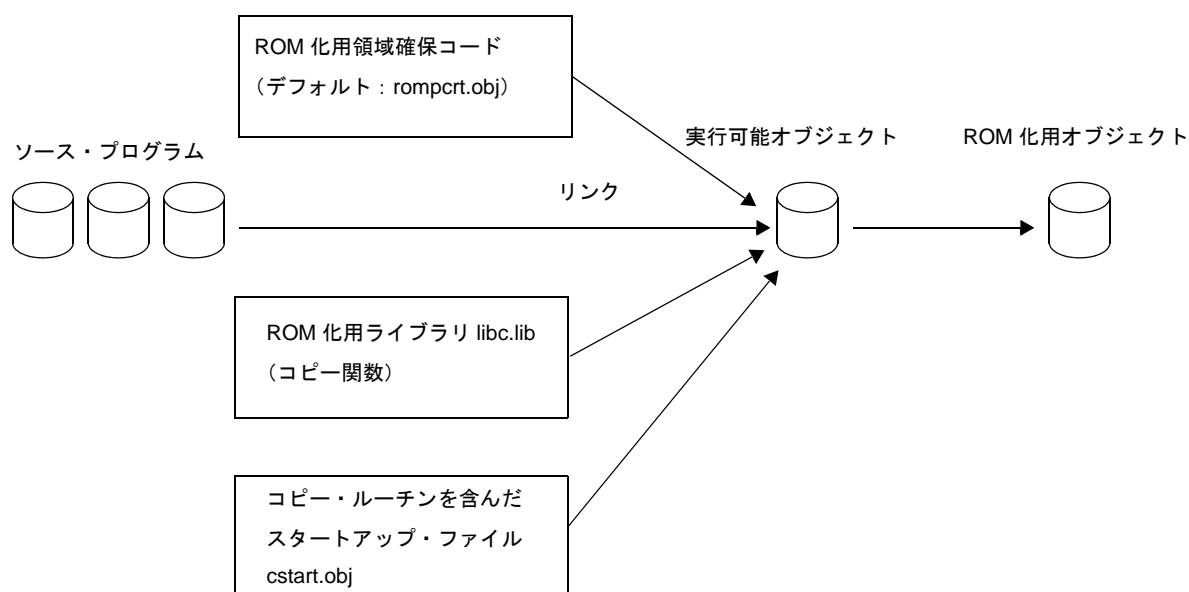 ROM 化用領域確保コード
（デフォルト：rompcrt.obj）
ソース・プログラム
リンク
実行可能オブジェクト
ROM 化用オブジェクト
ROM 化用ライブラリ libc.lib
（コピー関数）
コピー・ルーチンを含んだ
スタートアップ・ファイル
cstart.obj